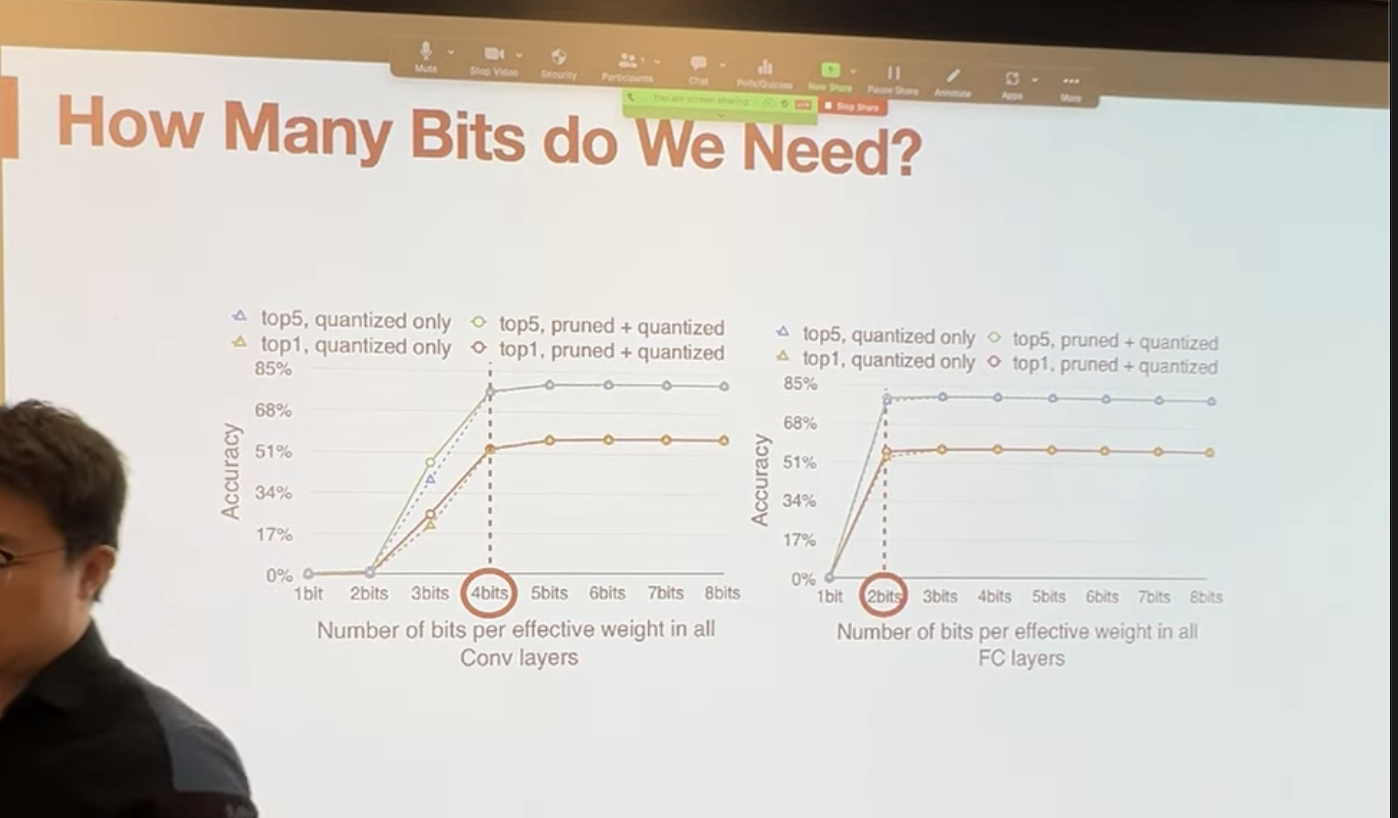 Mute
Stop Video
Security
Participants
Chat
Polls/Quizzes
New Share
Pause Share
Annotate
Apps
More
You are screen sharing
Stop Share
How Many Bits do We Need?
top5, quantized only
top5, pruned + quantized
top1, quantized only
top1, pruned + quantized
85%
68%
51%
34%
17%
0%
Accuracy
1bit 2bits 3bits 4bits 5bits 6bits 7bits 8bits
Number of bits per effective weight in all
Conv layers
top5, quantized only
top5, pruned + quantized
top1, quantized only
top1, pruned + quantized
85%
68%
51%
34%
17%
0%
Accuracy
1bit 2bits 3bits 4bits 5bits 6bits 7bits 8bits
Number of bits per effective weight in all
FC layers